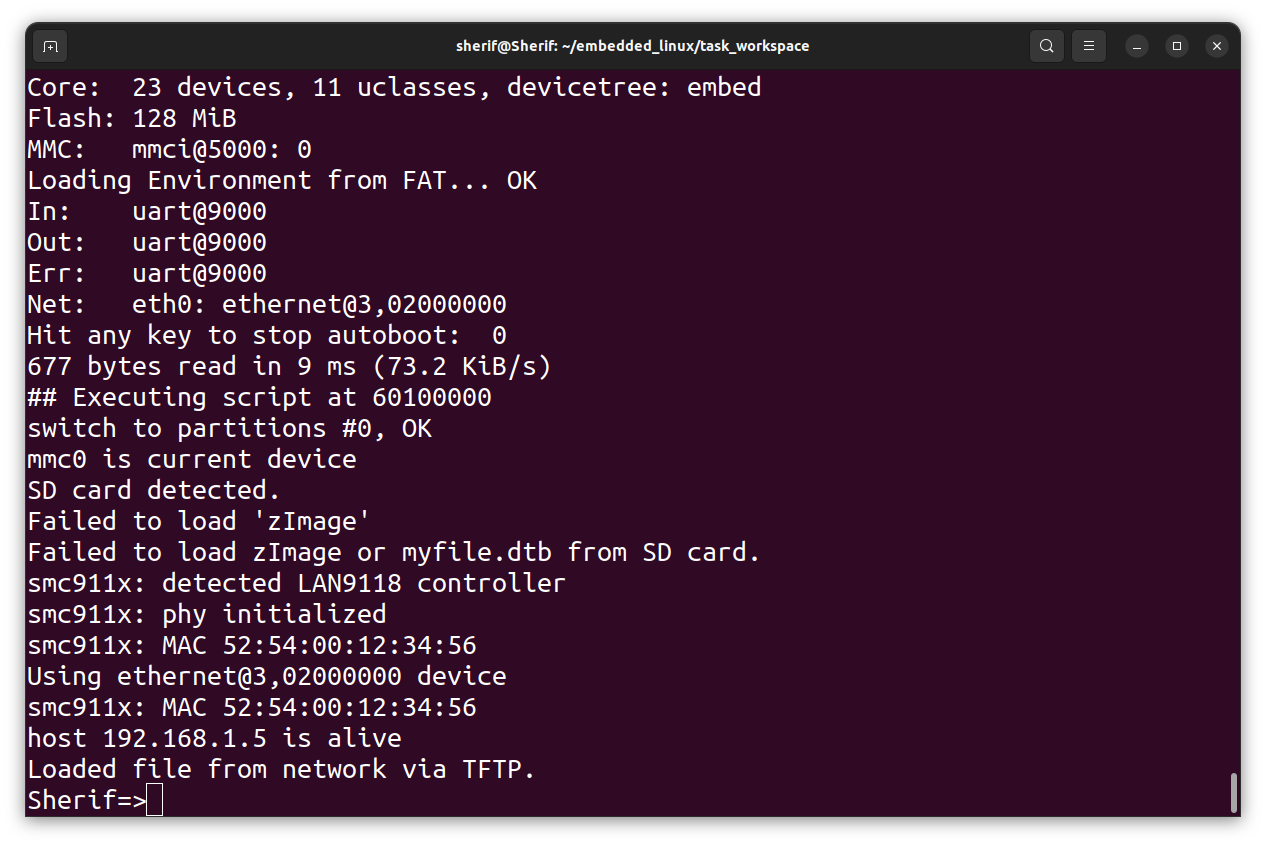 sherif@Sherif: ~/embedded_linux/task_workspace
Core:  23 devices, 11 uclasses, devicetree: embed
Flash: 128 MiB
MMC:   mmci@5000: 0
Loading Environment from FAT... OK
In:    uart@9000
Out:   uart@9000
Err:   uart@9000
Net:   eth0: ethernet@3,02000000
Hit any key to stop autoboot:  0
677 bytes read in 9 ms (73.2 KiB/s)
## Executing script at 60100000
switch to partitions #0, OK
mmc0 is current device
SD card detected.
Failed to load 'zImage'
Failed to load zImage or myfile.dtb from SD card.
smc911x: detected LAN9118 controller
smc911x: phy initialized
smc911x: MAC 52:54:00:12:34:56
Using ethernet@3,02000000 device
smc911x: MAC 52:54:00:12:34:56
host 192.168.1.5 is alive
Loaded file from network via TFTP.
Sherif=>